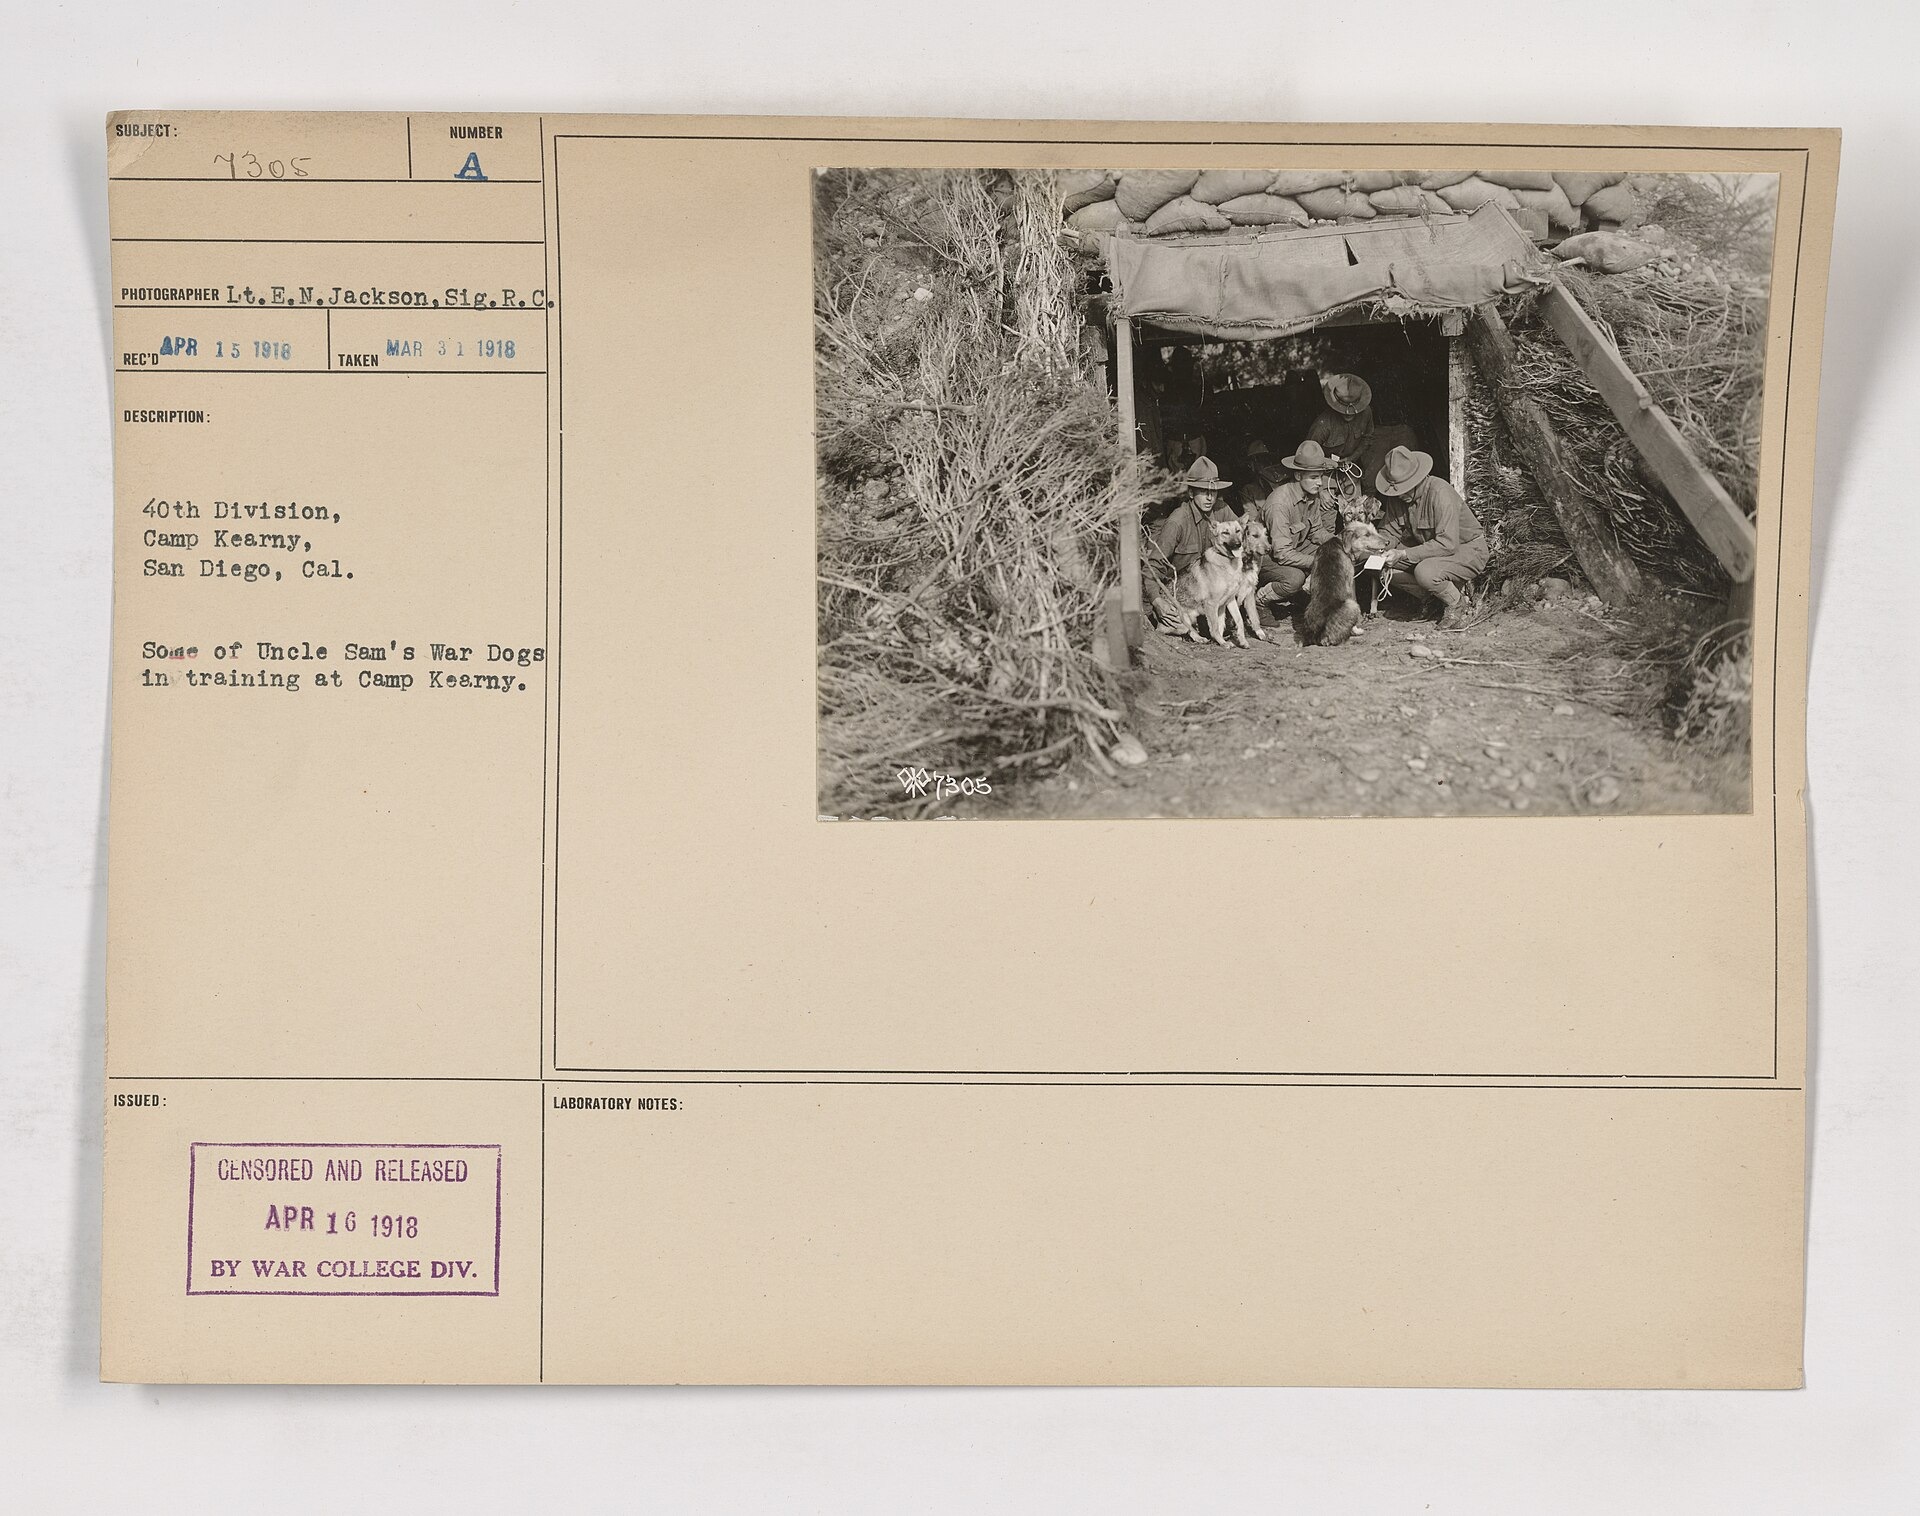 SUBJECT:
7305
NUMBER
A
PHOTOGRAPHER Lt.E.N.Jackson,Sig.R.C.
REC'D APR 15 1918
TAKEN MAR 31 1918
DESCRIPTION:
40th Division,
Camp Kearny,
San Diego, Cal.
Some of Uncle Sam's War Dogs
in training at Camp Kearny.
7305
ISSUED:
CENSORED AND RELEASED
APR 16 1918
BY WAR COLLEGE DIV.
LABORATORY NOTES: